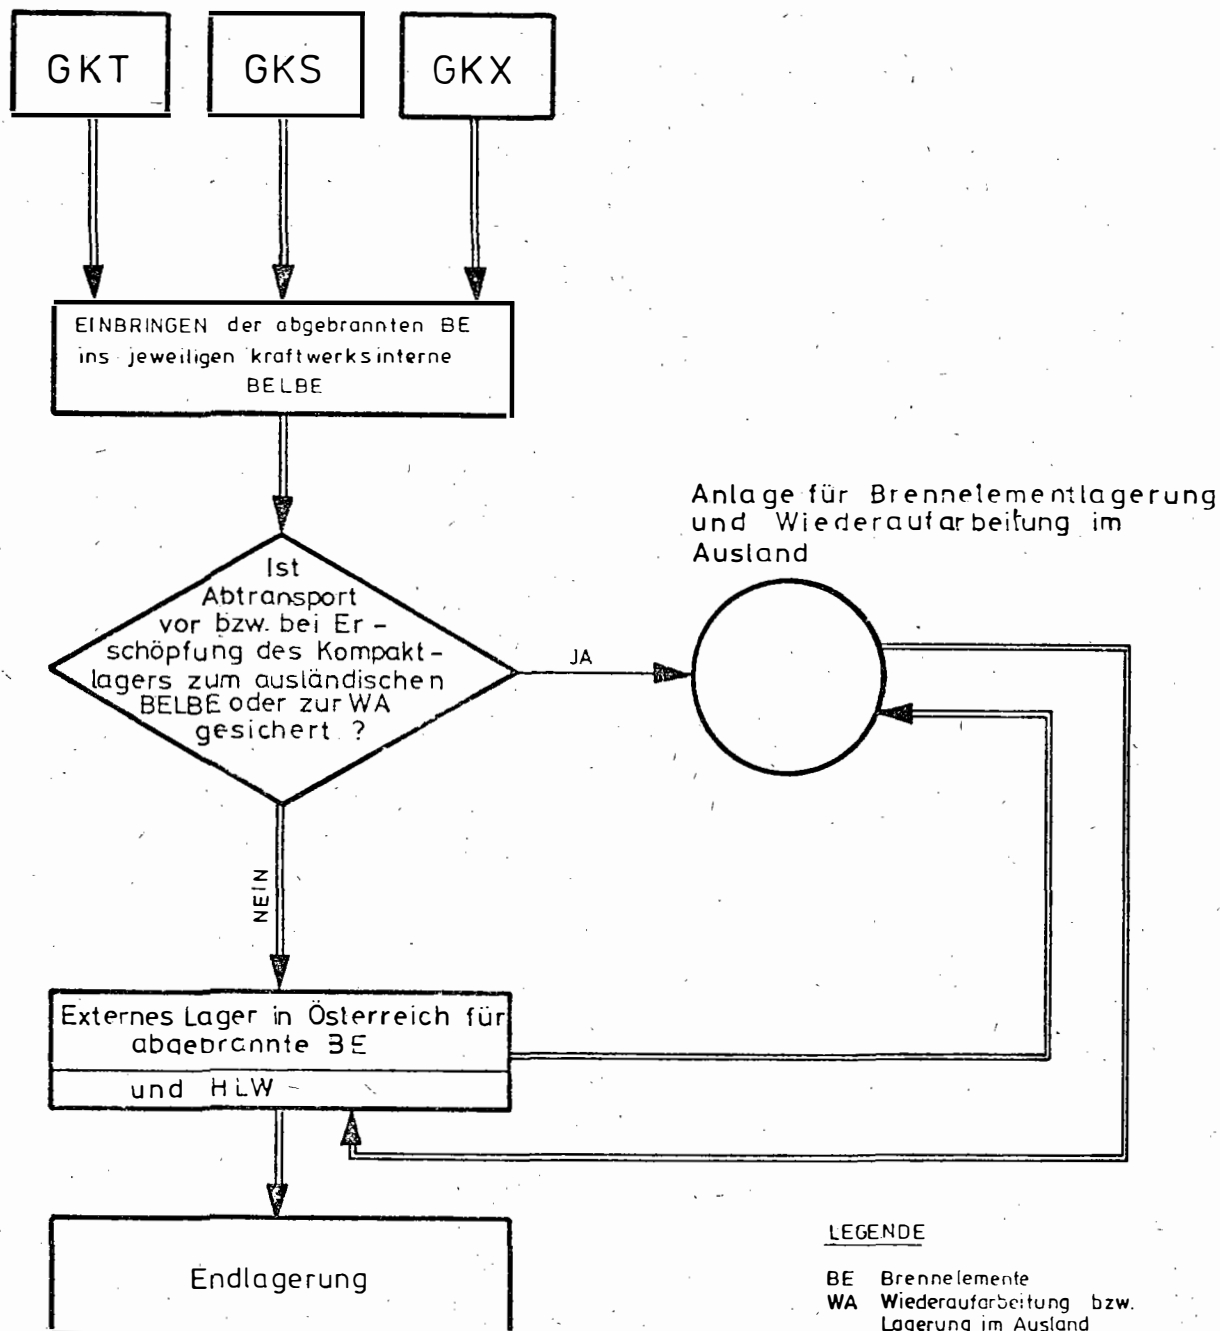 GKT
GKS
GKX
EINBRINGEN der abgebrannten BE
ins jeweiligen kraftwerksinterne
BELBE
Anlage für Brennelementlagerung
und Wiederaufarbeitung im
Ausland
Ist
Abtransport
vor bzw. bei Er-
schöpfung des Kompakt-
lagers zum ausländischen
BELBE oder zur WA
gesichert ?
JA
NEIN
Externes Lager in Österreich für
abgebrannte BE
und HLW
Endlagerung
LEGENDE
BE Brennelemente
WA Wiederaufarbeitung bzw.
Lagerung im Ausland